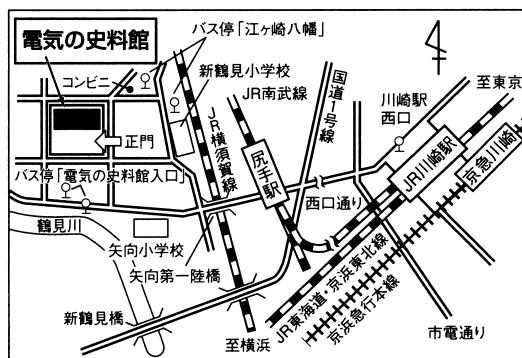 電気の史料館
バス停「江ヶ崎八幡」
コンビニ
新鶴見小学校
JR南武線
国道1号線
川崎駅
西口
至東京
JR川崎駅
京急川崎
正門
JR横須賀線
尻手駅
バス停「電気の史料館入口」
西口通り
鶴見川
矢向小学校
矢向第一陸橋
新鶴見橋
至横浜
JR東海道・京浜東北線
京浜急行本線
市電通り